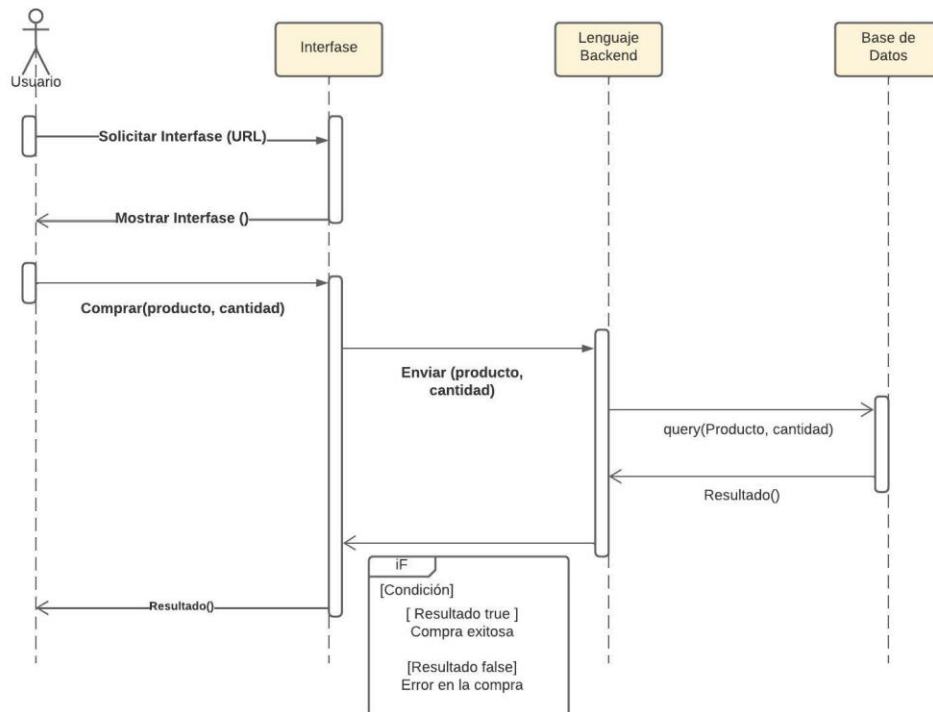 Usuario
Interfase
Lenguaje
Backend
Base de
Datos
Solicitar Interfase (URL)
Mostrar Interfase ()
Comprar(producto, cantidad)
Enviar (producto,
cantidad)
query(Producto, cantidad)
Resultado()
iF
[Condición]
[ Resultado true ]
Compra exitosa
[Resultado false]
Error en la compra
Resultado()